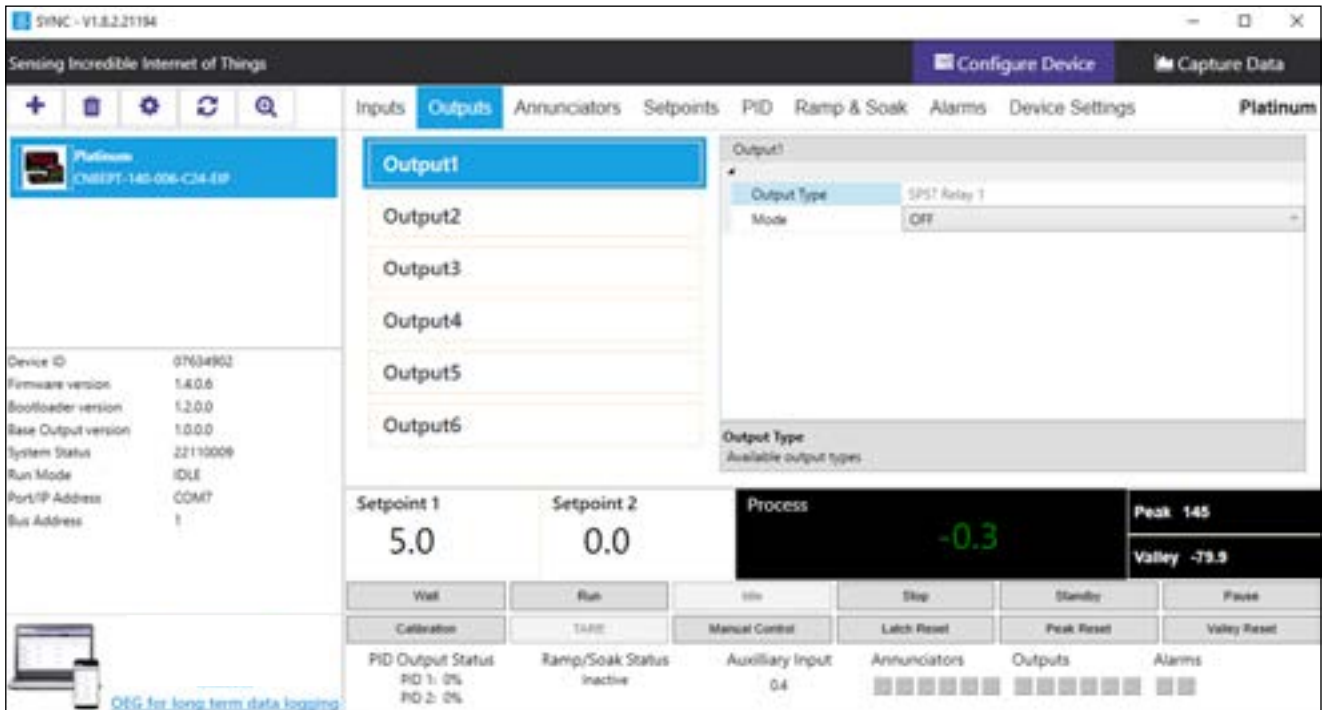 SYNC - V1.8.2.21194
Sensing Incredible Internet of Things
Configure Device
Capture Data
Inputs Outputs Annunciators Setpoints PID Ramp & Soak Alarms Device Settings Platinum
Platinum
CN8EPT-140-006-C24-EIP
Output1
Output2
Output3
Output4
Output5
Output6
Output1
Output Type SPST Relay 1
Mode OFF
Output Type
Available output types
Device ID 07634902
Firmware version 1.4.0.6
Bootloader version 1.2.0.0
Base Output version 1.0.0.0
System Status 22110009
Run Mode IDLE
Port/IP Address COM7
Bus Address 1
Setpoint 1 Setpoint 2 Process
5.0 0.0 -0.3
Peak 145
Valley -79.9
Wait Run Idle Stop Standby Pause
Calibration TARE Manual Control Latch Reset Peak Reset Valley Reset
PID Output Status Ramp/Soak Status Auxilliary Input Annunciators Outputs Alarms
PID 1: 0% Inactive 0.4
PID 2: 0%
OEG for long term data logging